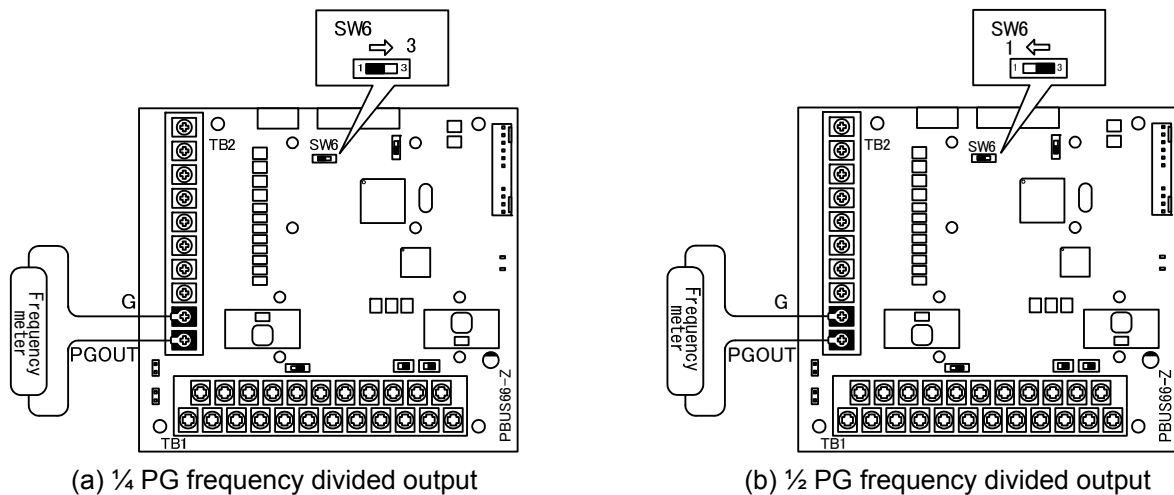 SW6
3
1 3
SW6
1
1 3
TB2
SW6
TB2
SW6
Frequency
meter
G
PGOUT
Frequency
meter
G
PGOUT
PBUS66-Z
PBUS66-Z
TB1
TB1
(a) ¼ PG frequency divided output
(b) ½ PG frequency divided output